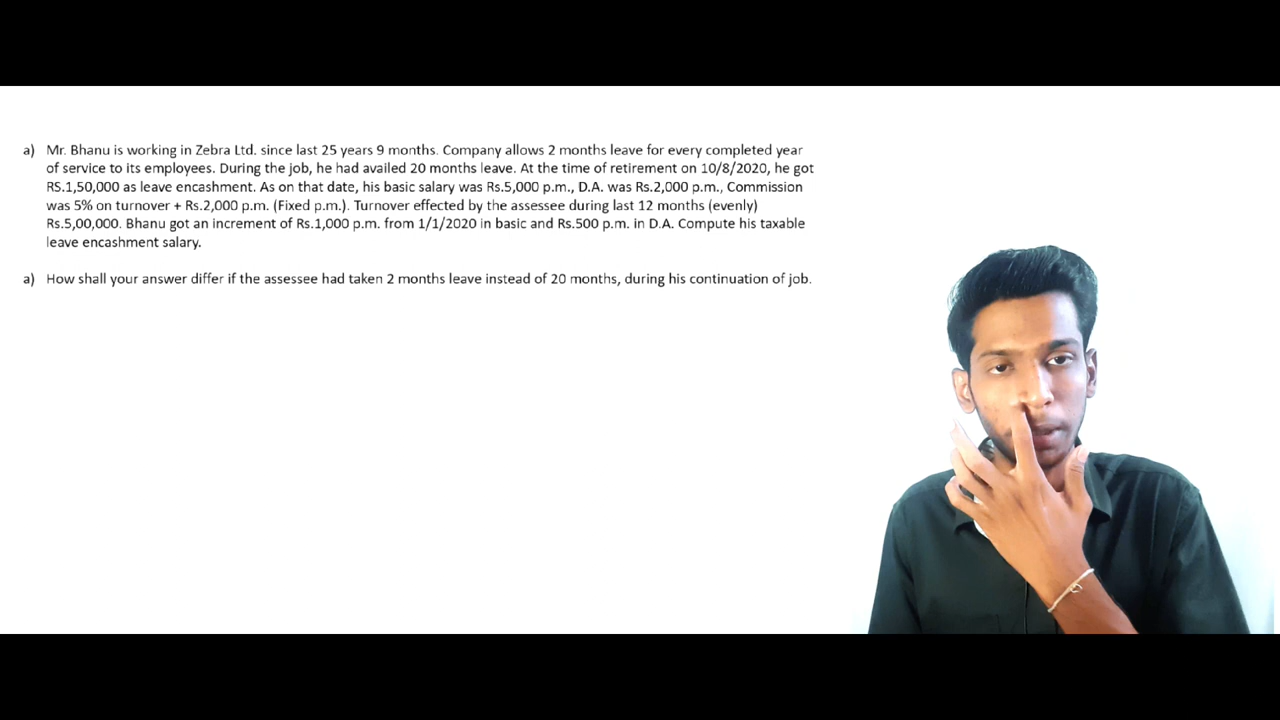 a) Mr. Bhanu is working in Zebra Ltd. since last 25 years 9 months. Company allows 2 months leave for every completed year
of service to its employees. During the job, he had availed 20 months leave. At the time of retirement on 10/8/2020, he got
RS.1,50,000 as leave encashment. As on that date, his basic salary was Rs.5,000 p.m., D.A. was Rs.2,000 p.m., Commission
was 5% on turnover + Rs.2,000 p.m. (Fixed p.m.). Turnover effected by the assessee during last 12 months (evenly)
Rs.5,00,000. Bhanu got an increment of Rs.1,000 p.m. from 1/1/2020 in basic and Rs.500 p.m. in D.A. Compute his taxable
leave encashment salary.
a) How shall your answer differ if the assessee had taken 2 months leave instead of 20 months, during his continuation of job.